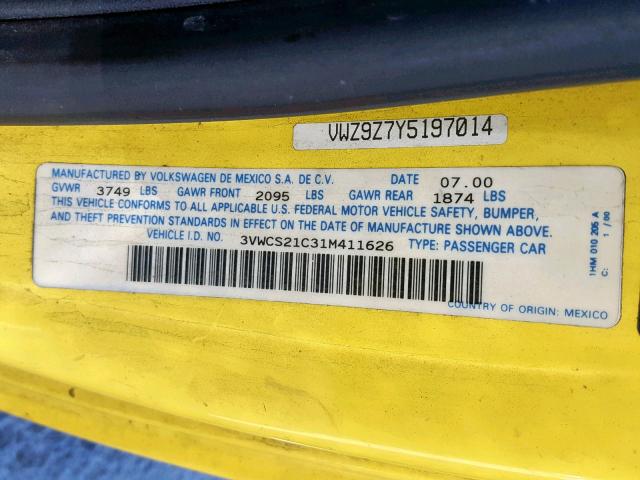 VWZ9Z7Y5197014
MANUFACTURED BY VOLKSWAGEN DE MEXICO S.A. DE C.V. DATE 07.00
GVWR 3749 LBS GAWR FRONT 2095 LBS GAWR REAR 1874 LBS
THIS VEHICLE CONFORMS TO ALL APPLICABLE U.S. FEDERAL MOTOR VEHICLE SAFETY, BUMPER,
AND THEFT PREVENTION STANDARDS IN EFFECT ON THE DATE OF MANUFACTURE SHOWN ABOVE.
VEHICLE I.D. NO.: 3VWCS21C31M411626 TYPE: PASSENGER CAR
COUNTRY OF ORIGIN: MEXICO
1HM 010 205 A
C: 1/00